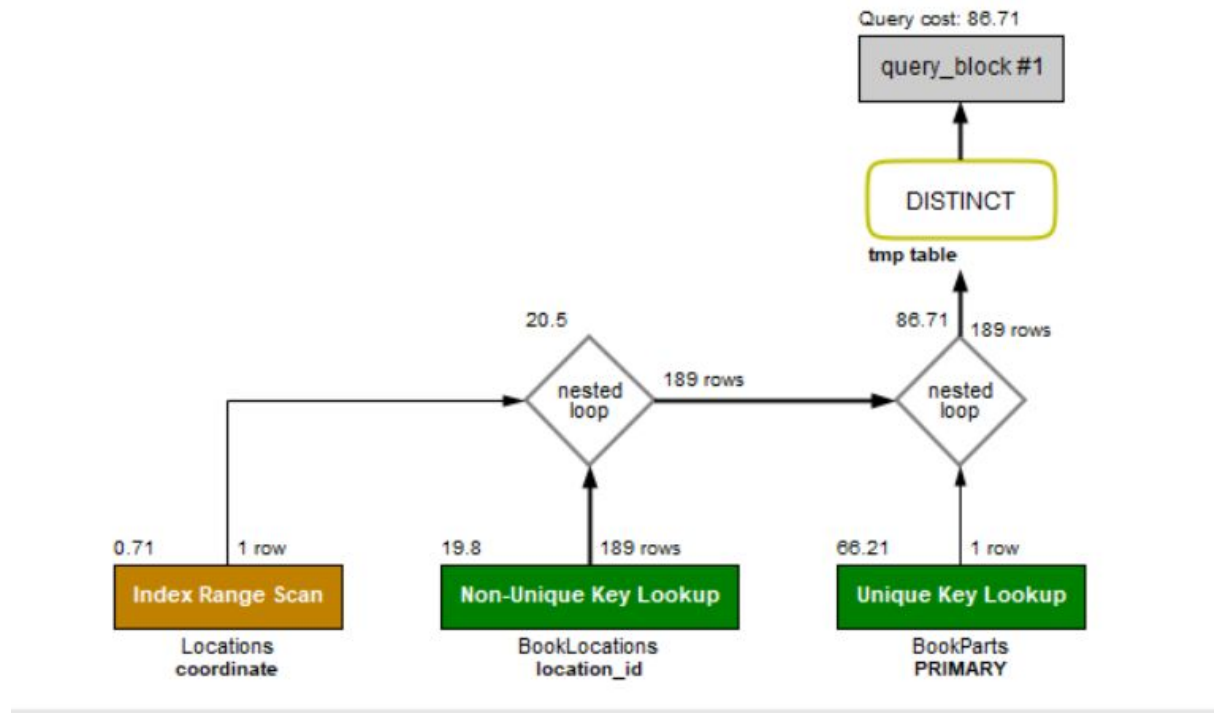 Query cost: 86.71
query_block #1
DISTINCT
tmp table
20.5
86.71
189 rows
nested
loop
189 rows
nested
loop
0.71
1 row
19.8
189 rows
66.21
1 row
Index Range Scan
Non-Unique Key Lookup
Unique Key Lookup
Locations
coordinate
BookLocations
location_id
BookParts
PRIMARY